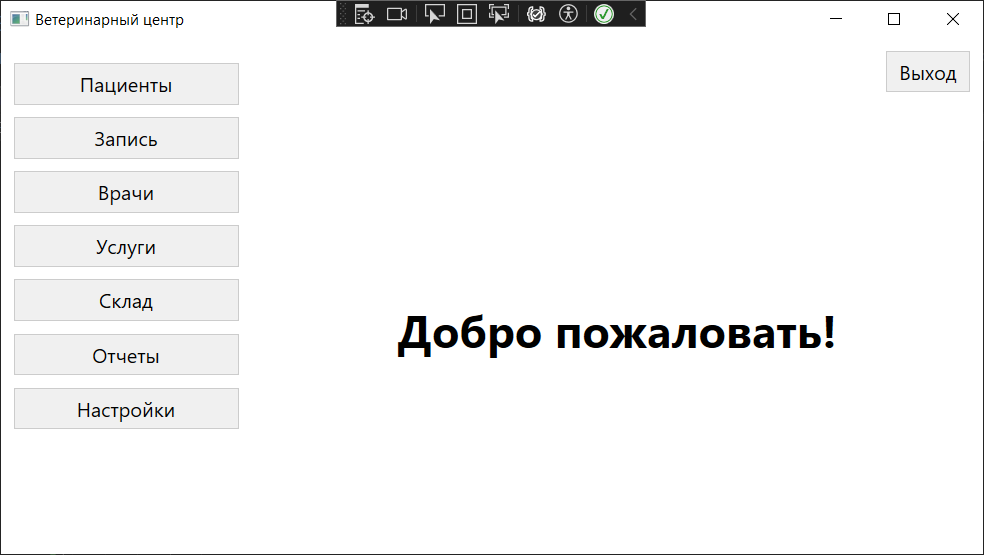 Ветеринарный центр
Выход
Пациенты
Запись
Врачи
Услуги
Склад
Отчеты
Настройки
Добро пожаловать!